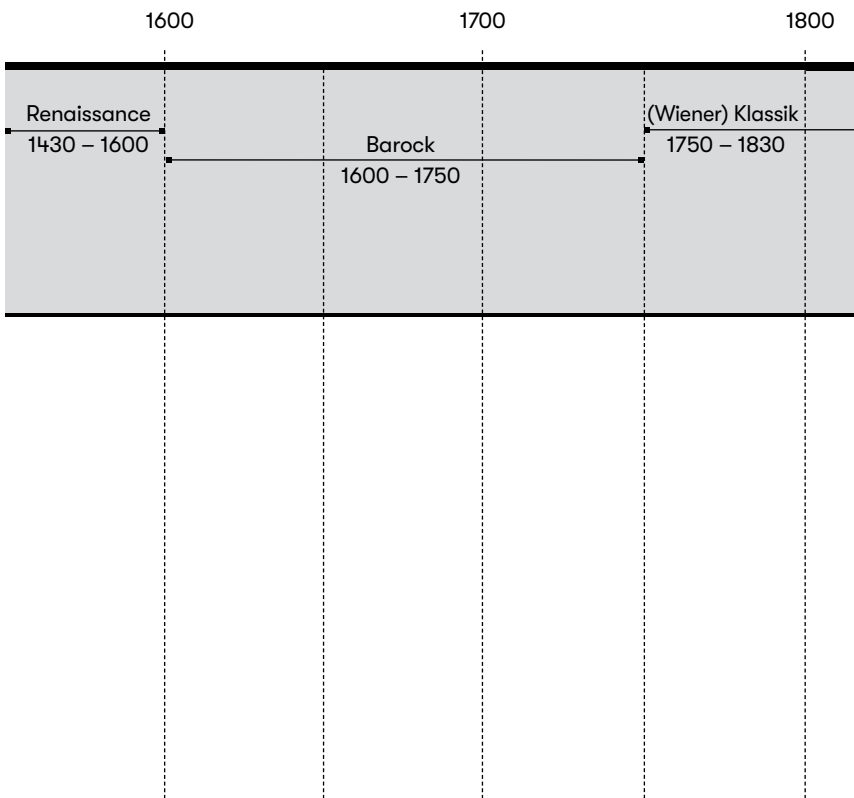 1600 1700 1800
Renaissance
1430 – 1600
Barock
1600 – 1750
(Wiener) Klassik
1750 – 1830